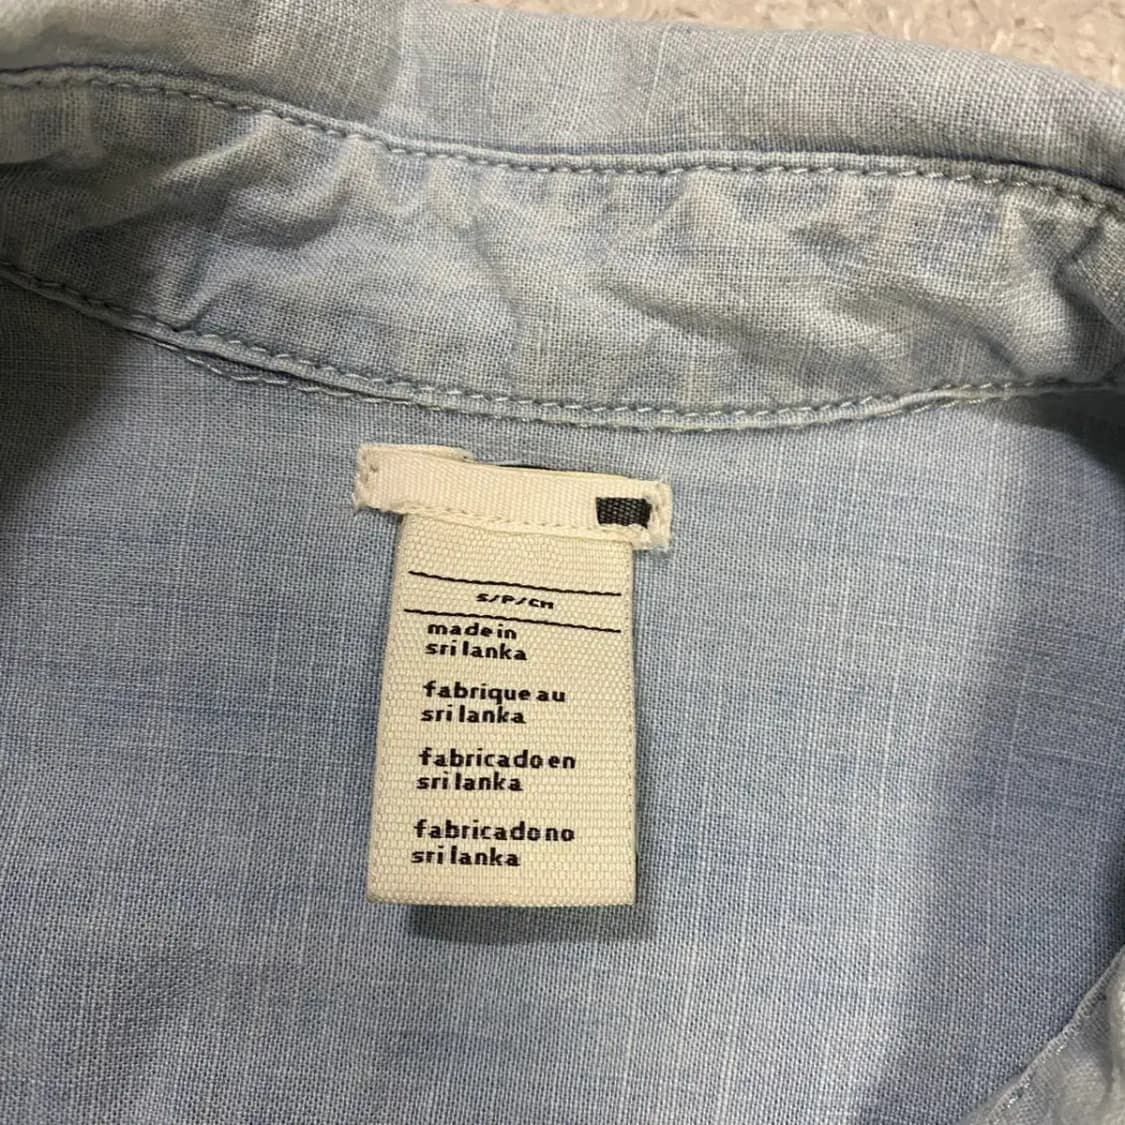 S/P/CH
made in
sri lanka
fabrique au
sri lanka
fabricado en
sri lanka
fabricado no
sri lanka